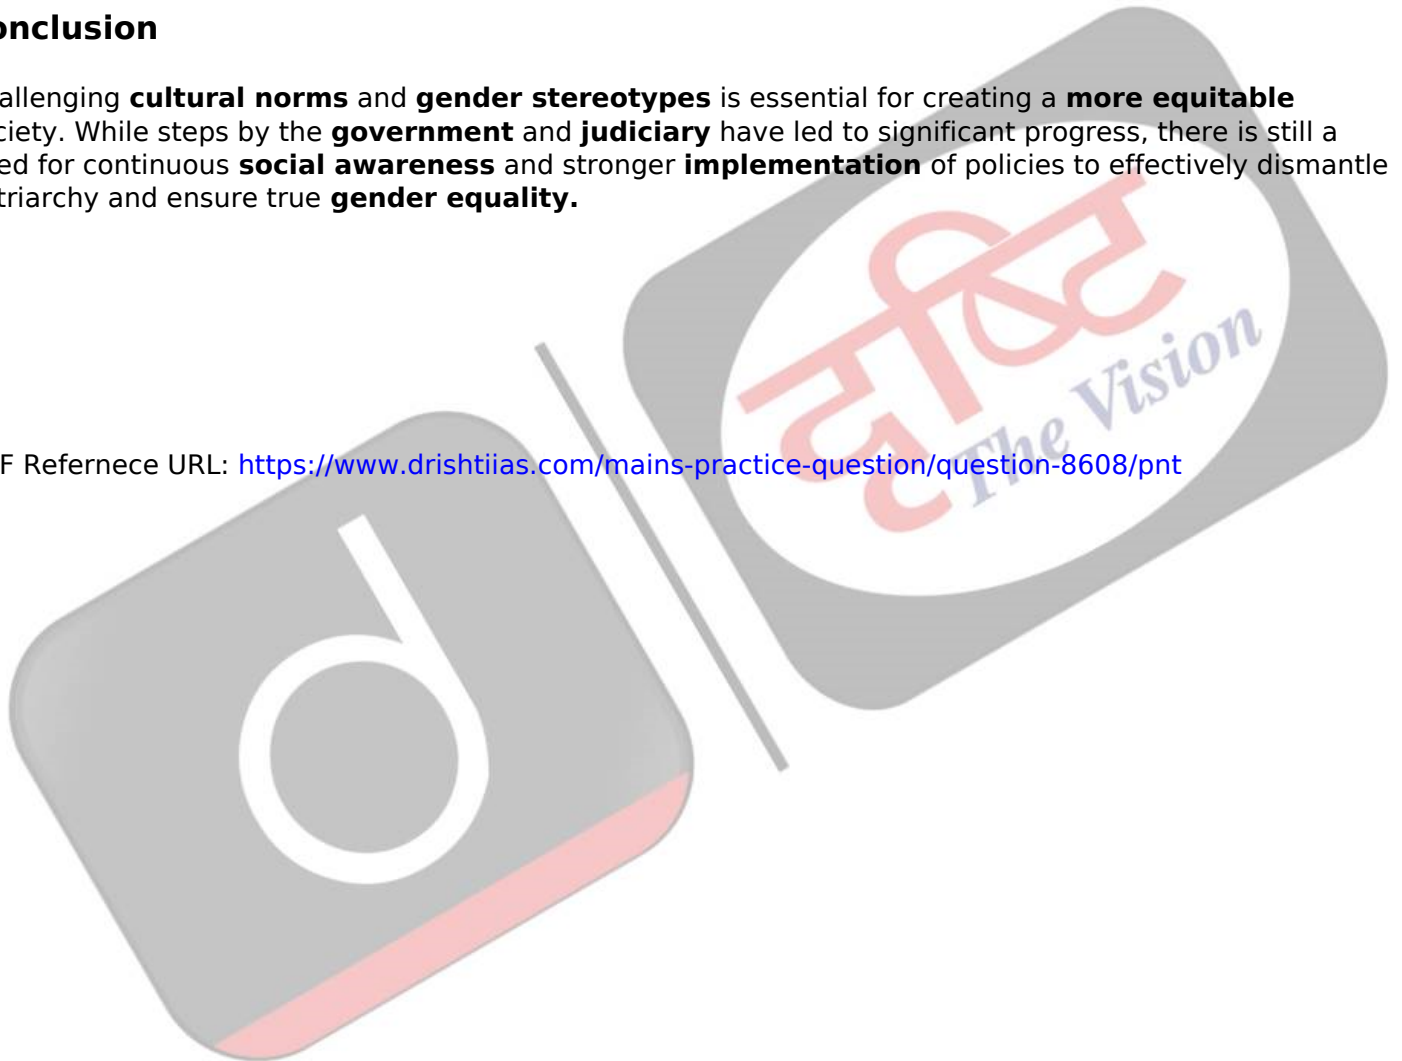 onclusion
allenging cultural norms and gender stereotypes is essential for creating a more equitable
ciety. While steps by the government and judiciary have led to significant progress, there is still a
ed for continuous social awareness and stronger implementation of policies to effectively dismantle
triarchy and ensure true gender equality.
दृष्टि
The Vision
F Refernece URL: https://www.drishtiias.com/mains-practice-question/question-8608/pnt
d